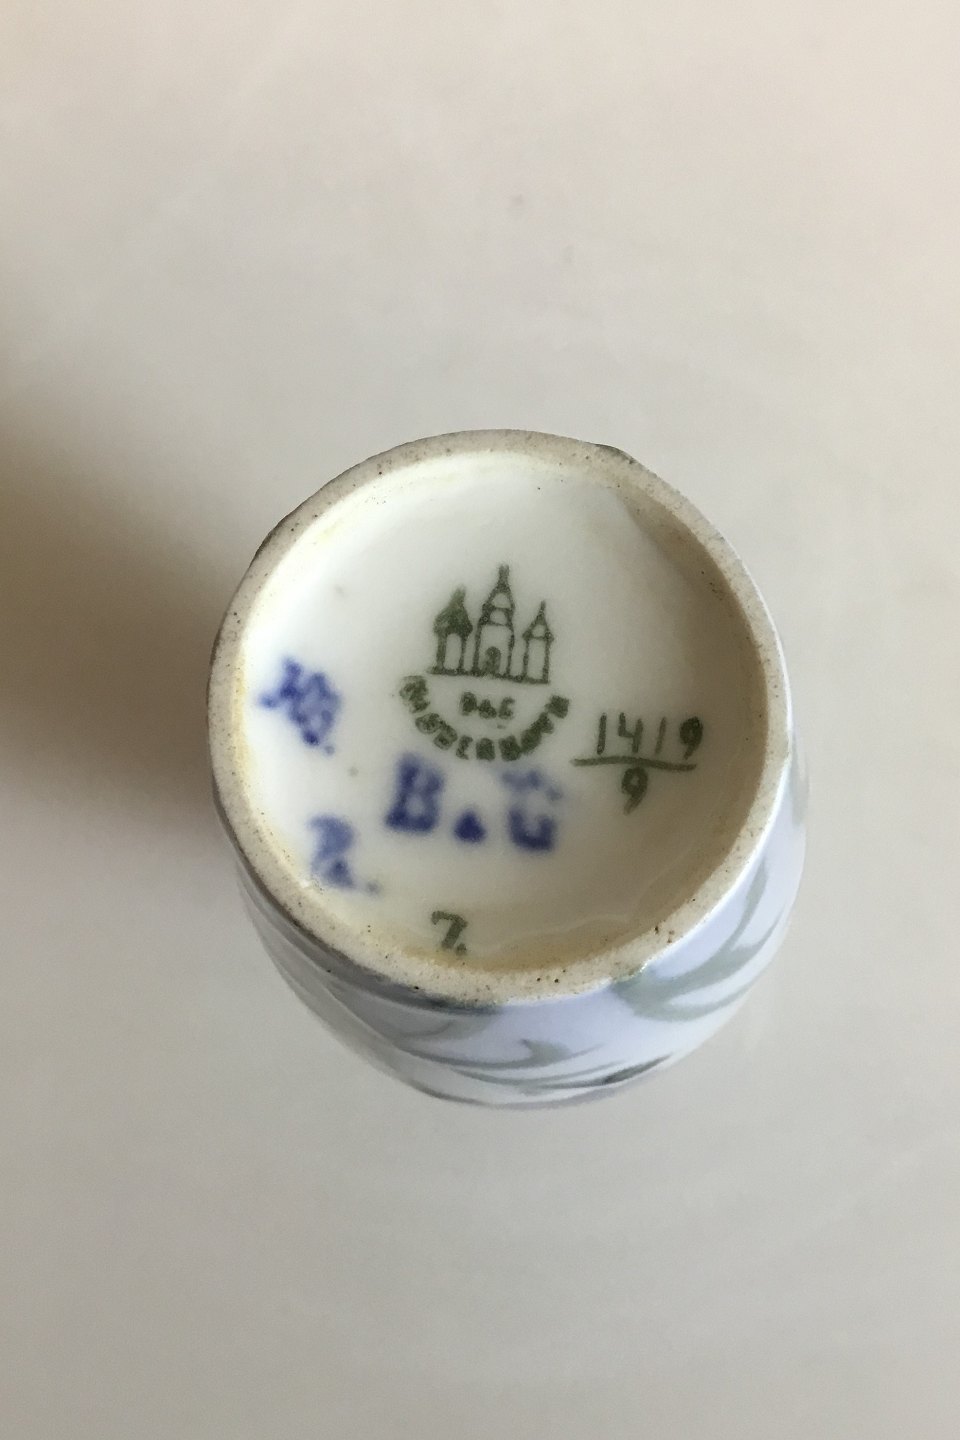 B&G
KJØBENHAVN
1419
9
B & G
7.